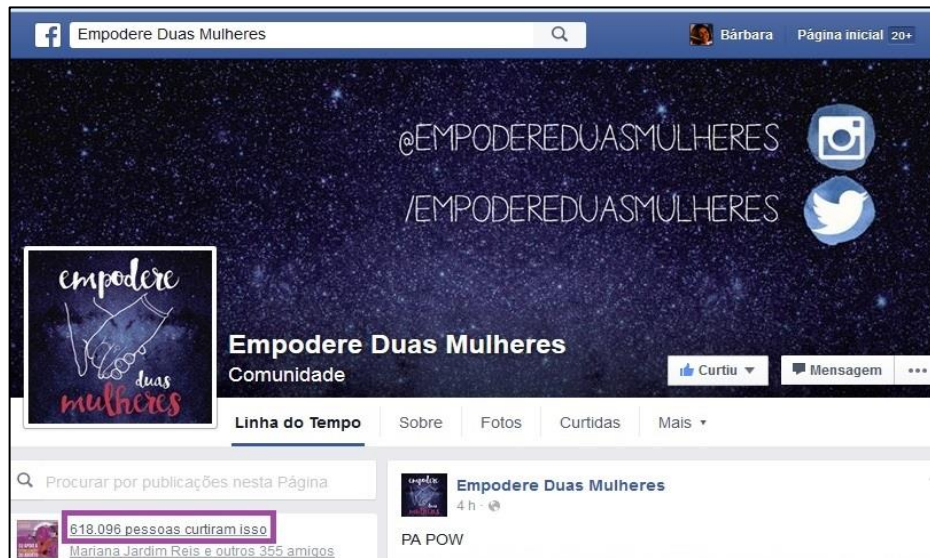 Empodere Duas Mulheres
Bárbara
Página inicial 20+
@EMPODEREDUASMULHERES
/EMPODEREDUASMULHERES
empodere
duas
mulheres
Empodere Duas Mulheres
Comunidade
Curtiu
Mensagem
Linha do Tempo Sobre Fotos Curtidas Mais
Procurar por publicações nesta Página
618.096 pessoas curtiram isso
Mariana Jardim Reis e outros 355 amigos
Empodere Duas Mulheres
4 h ·
PA POW